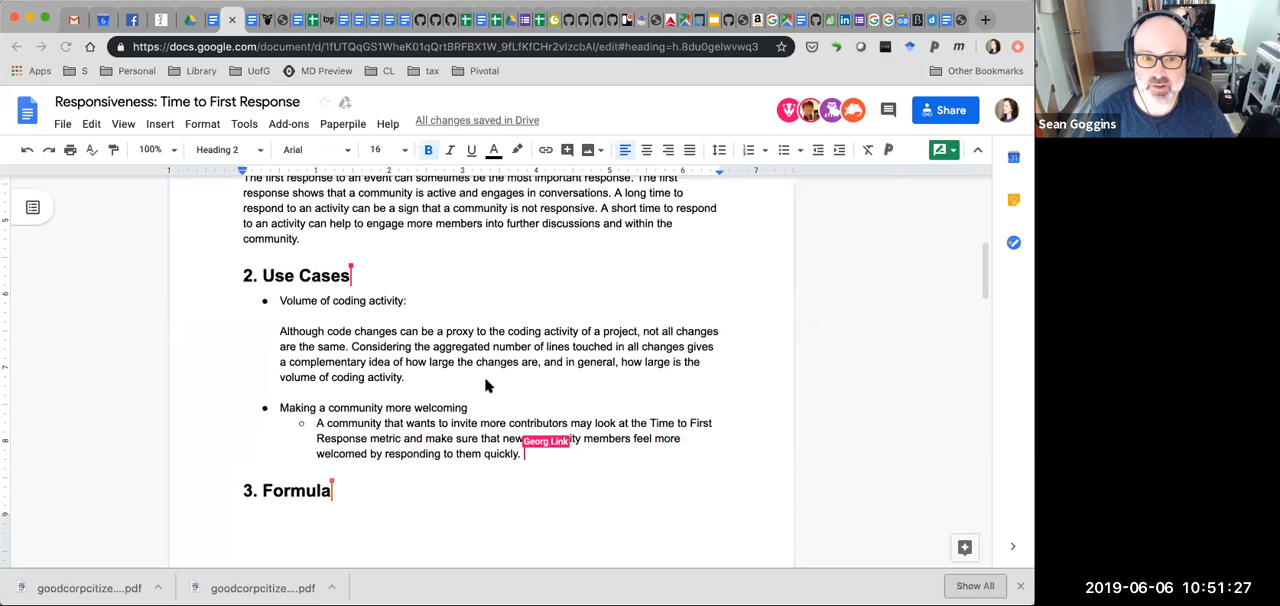 https://docs.google.com/document/d/1fUTQqGS1WheK01qQrtBRFBX1W_9fLfKfCHr2vIzcbAI/edit#heading=h.8du0gelwvwq3
Apps S Personal Library UofG MD Preview CL tax Pivotal Other Bookmarks
Responsiveness: Time to First Response
Share
File Edit View Insert Format Tools Add-ons Paperpile Help All changes saved in Drive
100% Heading 2 Arial 16 B I U A
1 1 2 3 4 5 6 7
The first response to an event can sometimes be the most important response. The first
response shows that a community is active and engages in conversations. A long time to
respond to an activity can be a sign that a community is not responsive. A short time to respond
to an activity can help to engage more members into further discussions and within the
community.
2. Use Cases
● Volume of coding activity:
Although code changes can be a proxy to the coding activity of a project, not all changes
are the same. Considering the aggregated number of lines touched in all changes gives
a complementary idea of how large the changes are, and in general, how large is the
volume of coding activity.
● Making a community more welcoming
○ A community that wants to invite more contributors may look at the Time to First
Response metric and make sure that new Georg Link ity members feel more
welcomed by responding to them quickly.
3. Formula
goodcorpcitize....pdf goodcorpcitize....pdf Show All
Sean Goggins
2019-06-06 10:51:27